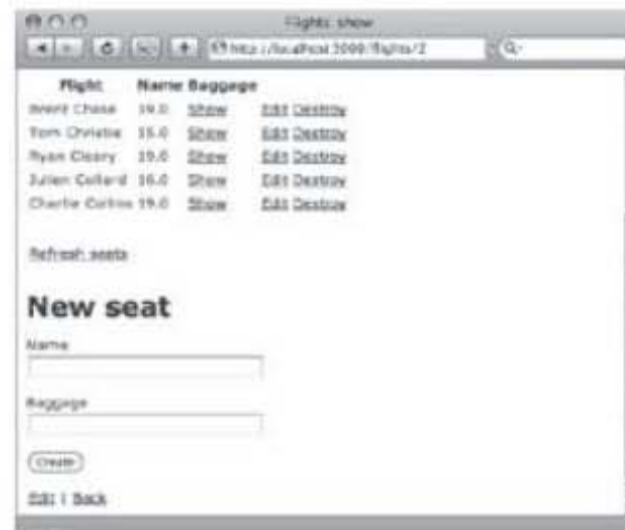 Flights: show
http://localhost:3000/flights/2
Flight Name Baggage
Brent Chase 19.0 Show Edit Destroy
Tom Christie 15.0 Show Edit Destroy
Ryan Cleary 19.0 Show Edit Destroy
Julien Collard 16.0 Show Edit Destroy
Charlie 19.0 Show Edit Destroy
Refresh seats
New seat
Name
Baggage
Create
Edit | Back